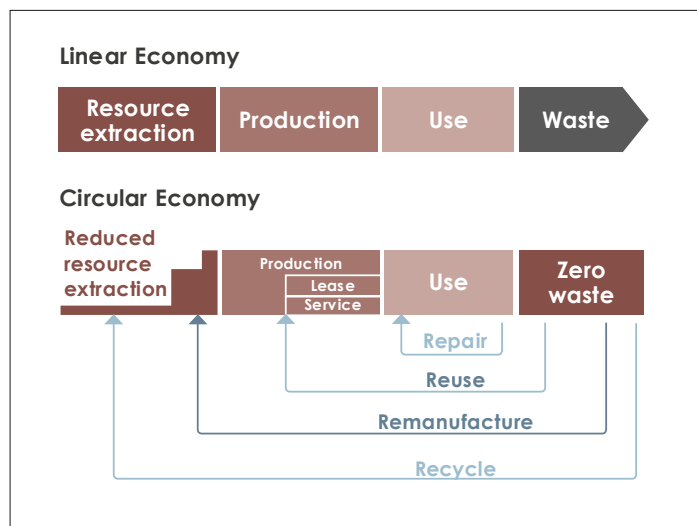 Linear Economy
Resource
extraction
Production
Use
Waste
Circular Economy
Reduced
resource
extraction
Production
Lease
Service
Use
Zero
waste
Repair
Reuse
Remanufacture
Recycle